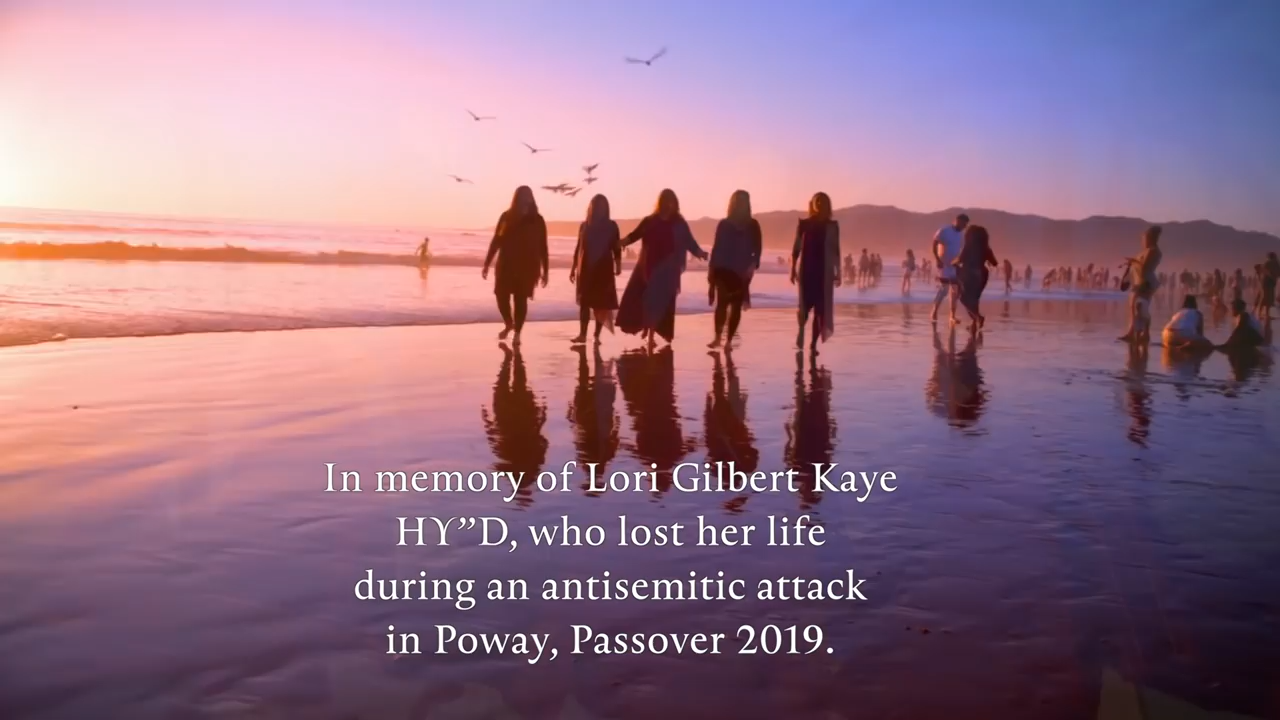 In memory of Lori Gilbert Kaye
HY”D, who lost her life
during an antisemitic attack
in Poway, Passover 2019.